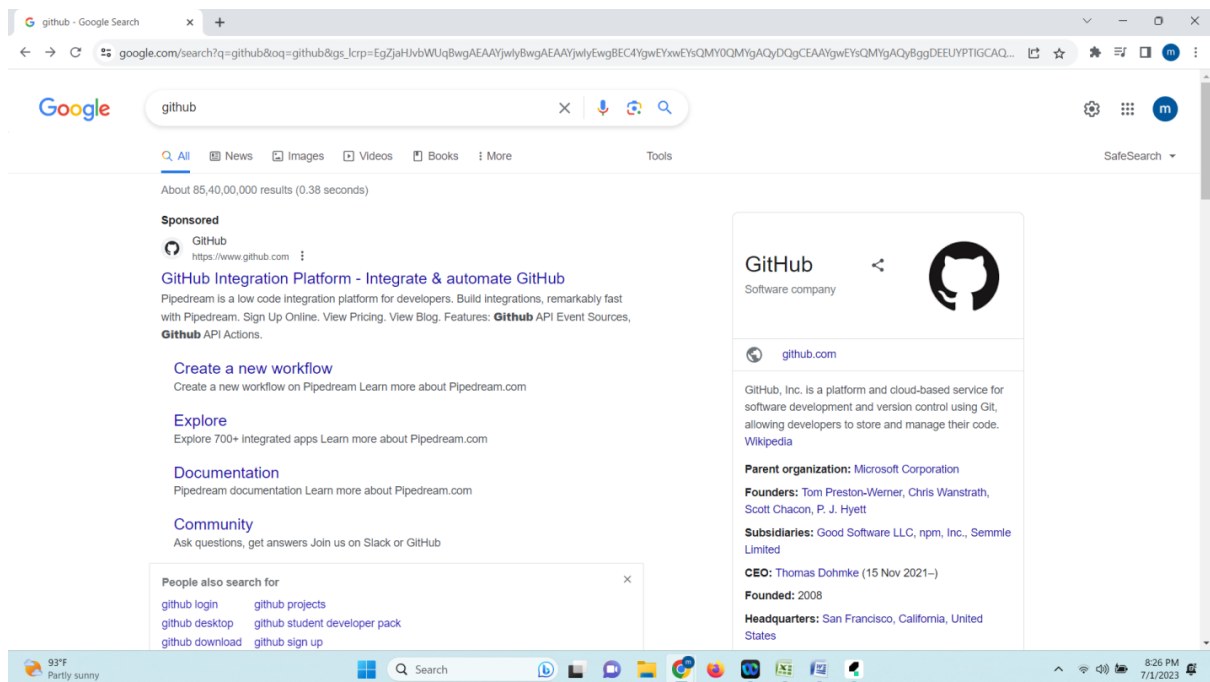 github - Google Search
google.com/search?q=github&oq=github&gs_lcrp=EgZjaHJvbWUqBwgAEAAYjwIyBwgAEAAYjwIyEwgBEC4YgwEYxwEYsQMY0QMYgAQyDQgCEAAYgwEYsQMYgAQyBggDEEUYPTIGCAQ...
m
Google
github
m
All News Images Videos Books More Tools SafeSearch
About 85,40,00,000 results (0.38 seconds)
Sponsored
GitHub
https://www.github.com
GitHub Integration Platform - Integrate & automate GitHub
Pipedream is a low code integration platform for developers. Build integrations, remarkably fast
with Pipedream. Sign Up Online. View Pricing. View Blog. Features: Github API Event Sources,
Github API Actions.
Create a new workflow
Create a new workflow on Pipedream Learn more about Pipedream.com
Explore
Explore 700+ integrated apps Learn more about Pipedream.com
Documentation
Pipedream documentation Learn more about Pipedream.com
Community
Ask questions, get answers Join us on Slack or GitHub
People also search for
github login github projects
github desktop github student developer pack
github download github sign up
GitHub
Software company
github.com
GitHub, Inc. is a platform and cloud-based service for
software development and version control using Git,
allowing developers to store and manage their code.
Wikipedia
Parent organization: Microsoft Corporation
Founders: Tom Preston-Werner, Chris Wanstrath,
Scott Chacon, P. J. Hyett
Subsidiaries: Good Software LLC, npm, Inc., Semmle
Limited
CEO: Thomas Dohmke (15 Nov 2021–)
Founded: 2008
Headquarters: San Francisco, California, United
States
93°F
Partly sunny
Search
8:26 PM
7/1/2023